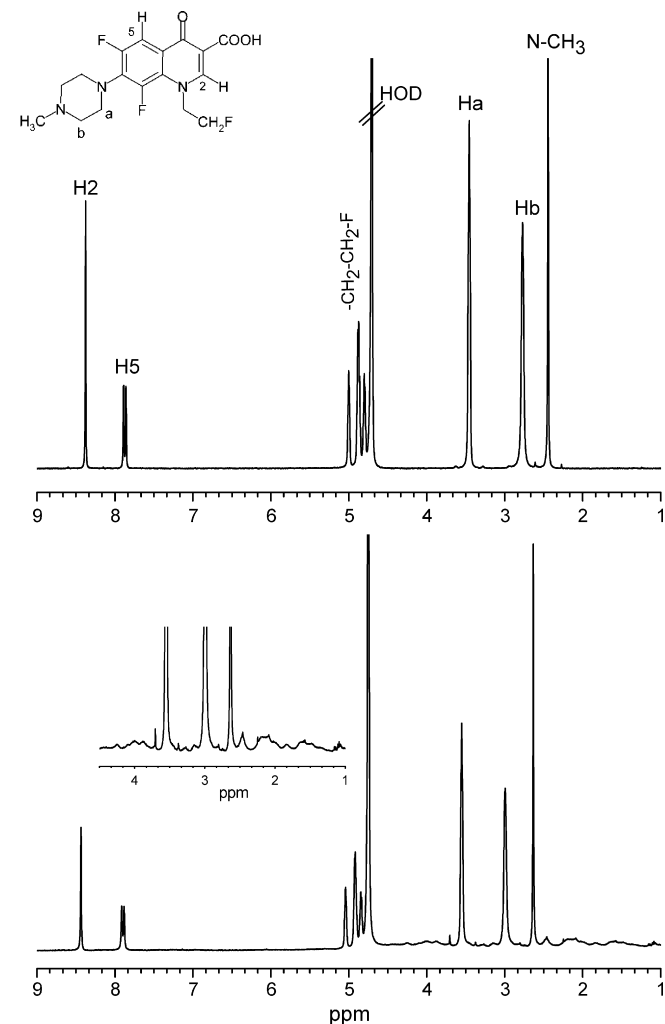 H
O
5
F
COOH
N
2
H
N
F
N
a
H3C
b
CH2F
N-CH3
HOD
Ha
H2
Hb
-CH2-CH2-F
H5
9 8 7 6 5 4 3 2 1
4 3 2 1
ppm
9 8 7 6 5 4 3 2 1
ppm